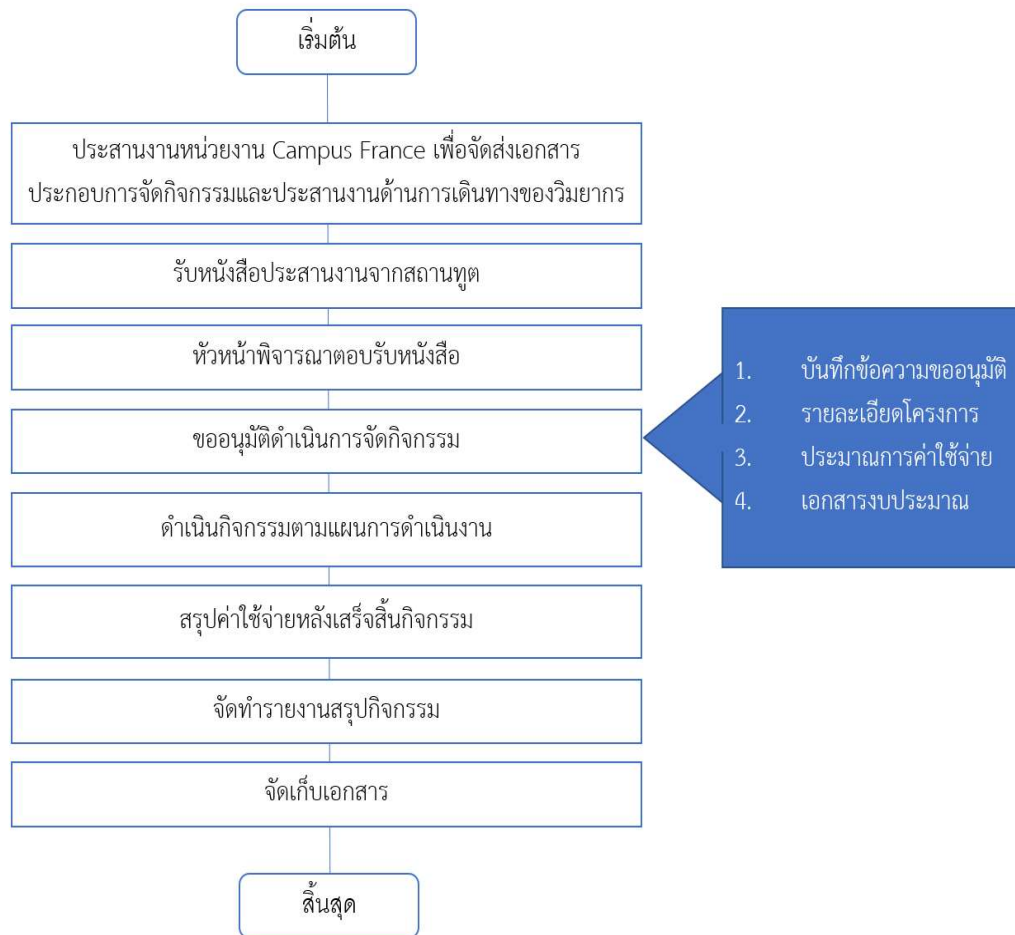 เริ่มต้น
ประสานงานหน่วยงาน Campus France เพื่อจัดส่งเอกสาร
ประกอบการจัดกิจกรรมและประสานงานด้านการเดินทางของวิมยากร
รับหนังสือประสานงานจากสถานทูต
หัวหน้าพิจารณาตอบรับหนังสือ
ขออนุมัติดำเนินการจัดกิจกรรม
1. บันทึกข้อความขออนุมัติ
2. รายละเอียดโครงการ
3. ประมาณการค่าใช้จ่าย
4. เอกสารงบประมาณ
ดำเนินกิจกรรมตามแผนการดำเนินงาน
สรุปค่าใช้จ่ายหลังเสร็จสิ้นกิจกรรม
จัดทำรายงานสรุปกิจกรรม
จัดเก็บเอกสาร
สิ้นสุด